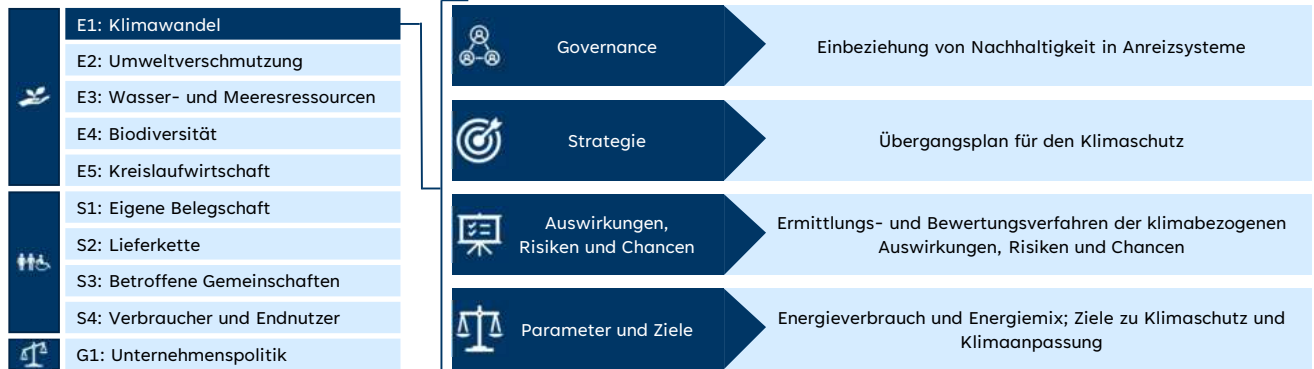 E1: Klimawandel
E2: Umweltverschmutzung
E3: Wasser- und Meeresressourcen
E4: Biodiversität
E5: Kreislaufwirtschaft
S1: Eigene Belegschaft
S2: Lieferkette
S3: Betroffene Gemeinschaften
S4: Verbraucher und Endnutzer
G1: Unternehmenspolitik
Governance
Einbeziehung von Nachhaltigkeit in Anreizsysteme
Strategie
Übergangsplan für den Klimaschutz
Auswirkungen,
Risiken und Chancen
Ermittlungs- und Bewertungsverfahren der klimabezogenen
Auswirkungen, Risiken und Chancen
Parameter und Ziele
Energieverbrauch und Energiemix; Ziele zu Klimaschutz und
Klimaanpassung